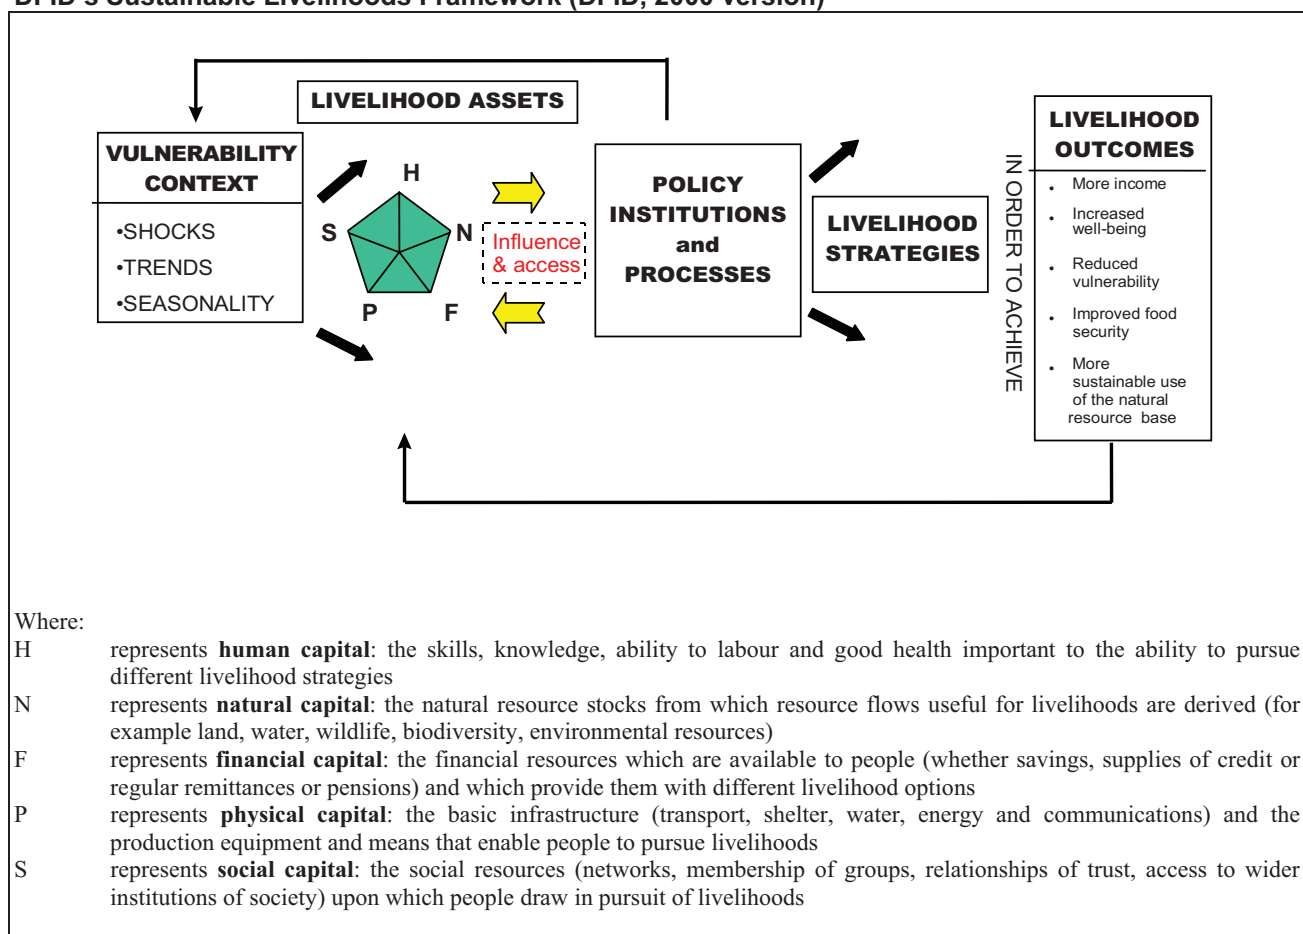 DFID's Sustainable Livelihoods Framework (DFID, 2000 version)
LIVELIHOOD ASSETS
VULNERABILITY
CONTEXT
•SHOCKS
•TRENDS
•SEASONALITY
H
S
N
P
F
Influence
& access
POLICY
INSTITUTIONS
and
PROCESSES
LIVELIHOOD
STRATEGIES
IN ORDER TO ACHIEVE
LIVELIHOOD
OUTCOMES
• More income
• Increased
well-being
• Reduced
vulnerability
• Improved food
security
• More
sustainable use
of the natural
resource base
Where:
H represents human capital: the skills, knowledge, ability to labour and good health important to the ability to pursue
different livelihood strategies
N represents natural capital: the natural resource stocks from which resource flows useful for livelihoods are derived (for
example land, water, wildlife, biodiversity, environmental resources)
F represents financial capital: the financial resources which are available to people (whether savings, supplies of credit or
regular remittances or pensions) and which provide them with different livelihood options
P represents physical capital: the basic infrastructure (transport, shelter, water, energy and communications) and the
production equipment and means that enable people to pursue livelihoods
S represents social capital: the social resources (networks, membership of groups, relationships of trust, access to wider
institutions of society) upon which people draw in pursuit of livelihoods